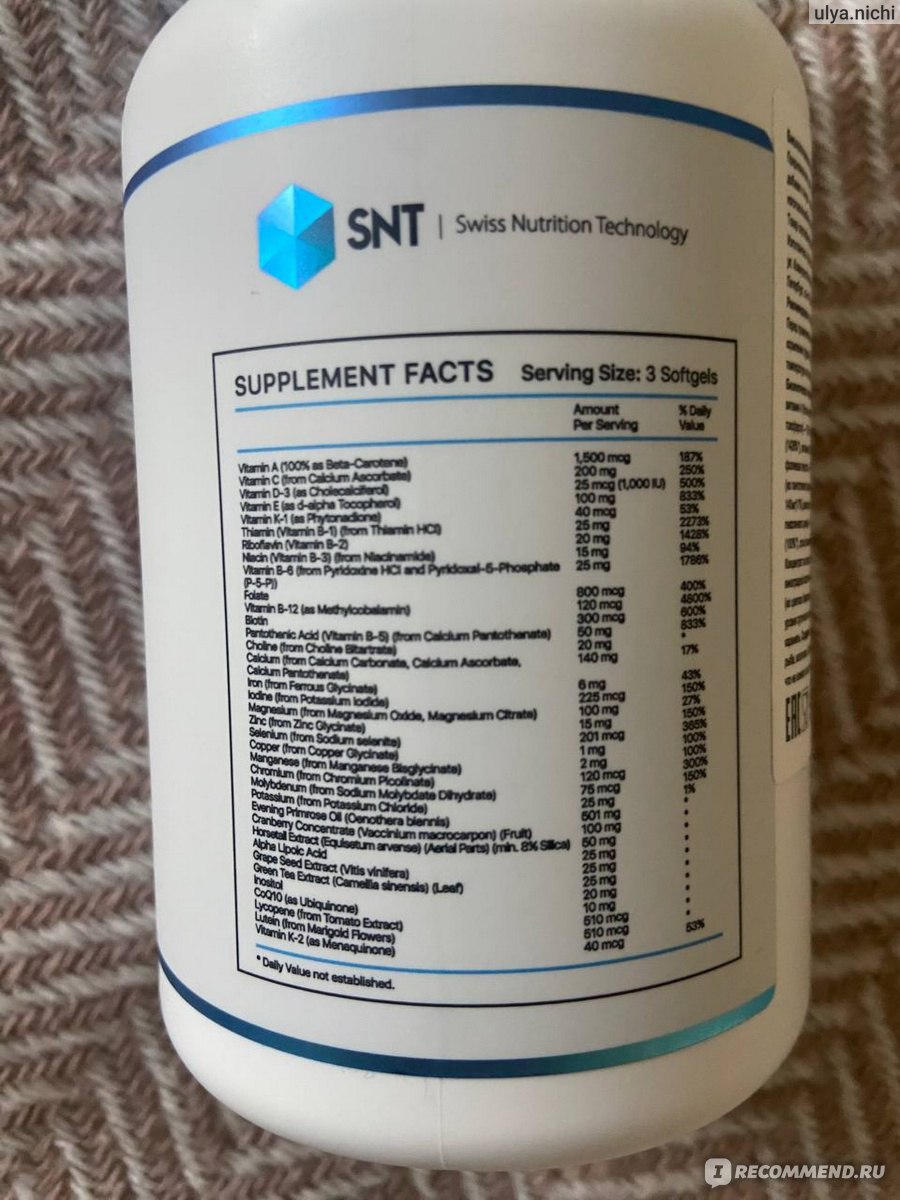 ulya.nichi
SNT | Swiss Nutrition Technology
SUPPLEMENT FACTS Serving Size: 3 Softgels
Amount % Daily
Per Serving Value
Vitamin A (100% as Beta-Carotene) 1,500 mcg 187%
Vitamin C (from Calcium Ascorbate) 200 mg 250%
Vitamin D-3 (as Cholecalciferol) 25 mcg (1,000 IU) 500%
Vitamin E (as d-alpha Tocopherol) 100 mg 833%
Vitamin K-1 (as Phytonadione) 40 mcg 53%
Thiamin (Vitamin B-1) (from Thiamin HCl) 25 mg 2273%
Riboflavin (Vitamin B-2) 20 mg 1428%
Niacin (Vitamin B-3) (from Niacinamide) 15 mg 94%
Vitamin B-6 (from Pyridoxine HCl and Pyridoxal-5-Phosphate 25 mg 1786%
(P-5-P))
Folate 800 mcg 400%
Vitamin B-12 (as Methylcobalamin) 120 mcg 4800%
Biotin 300 mcg 600%
Pantothenic Acid (Vitamin B-5) (from Calcium Pantothenate) 50 mg 833%
Choline (from Choline Bitartrate) 20 mg *
Calcium (from Calcium Carbonate, Calcium Ascorbate, 140 mg 17%
Calcium Pantothenate)
Iron (from Ferrous Glycinate) 6 mg 43%
Iodine (from Potassium Iodide) 225 mcg 150%
Magnesium (from Magnesium Oxide, Magnesium Citrate) 100 mg 27%
Zinc (from Zinc Glycinate) 15 mg 150%
Selenium (from Sodium selenite) 201 mcg 365%
Copper (from Copper Glycinate) 1 mg 100%
Manganese (from Manganese Bisglycinate) 2 mg 100%
Chromium (from Chromium Picolinate) 120 mcg 300%
Molybdenum (from Sodium Molybdate Dihydrate) 75 mcg 150%
Potassium (from Potassium Chloride) 25 mg 1%
Evening Primrose Oil (Oenothera biennis) 501 mg *
Cranberry Concentrate (Vaccinium macrocarpon) (Fruit) 100 mg *
Horsetail Extract (Equisetum arvense) (Aerial Parts) (min. 8% Silica) 50 mg *
Alpha Lipoic Acid 25 mg *
Grape Seed Extract (Vitis vinifera) 25 mg *
Green Tea Extract (Camellia sinensis) (Leaf) 25 mg *
Inositol 20 mg *
CoQ10 (as Ubiquinone) 10 mg *
Lycopene (from Tomato Extract) 510 mcg *
Lutein (from Marigold Flowers) 510 mcg *
Vitamin K-2 (as Menaquinone) 40 mcg 53%
* Daily Value not established.
EAC
IRECOMMEND.RU